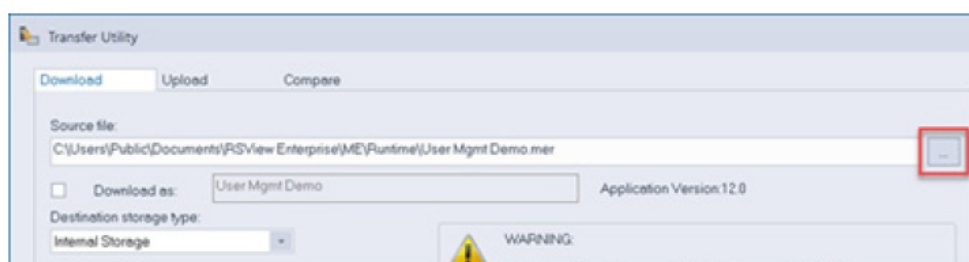 Transfer Utility
Download Upload Compare
Source file:
C:\Users\Public\Documents\RSView Enterprise\ME\Runtime\User Mgmt Demo.mer
...
Download as: User Mgmt Demo Application Version:12.0
Destination storage type:
Internal Storage
WARNING: